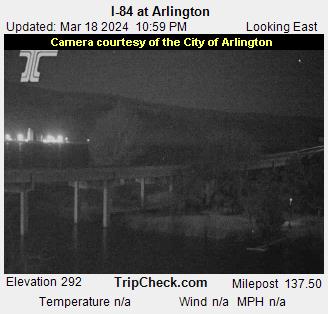 I-84 at Arlington
Updated: Mar 18 2024 10:59 PM Looking East
Camera courtesy of the City of Arlington
Elevation 292 TripCheck.com Milepost 137.50
Temperature n/a Wind n/a MPH n/a